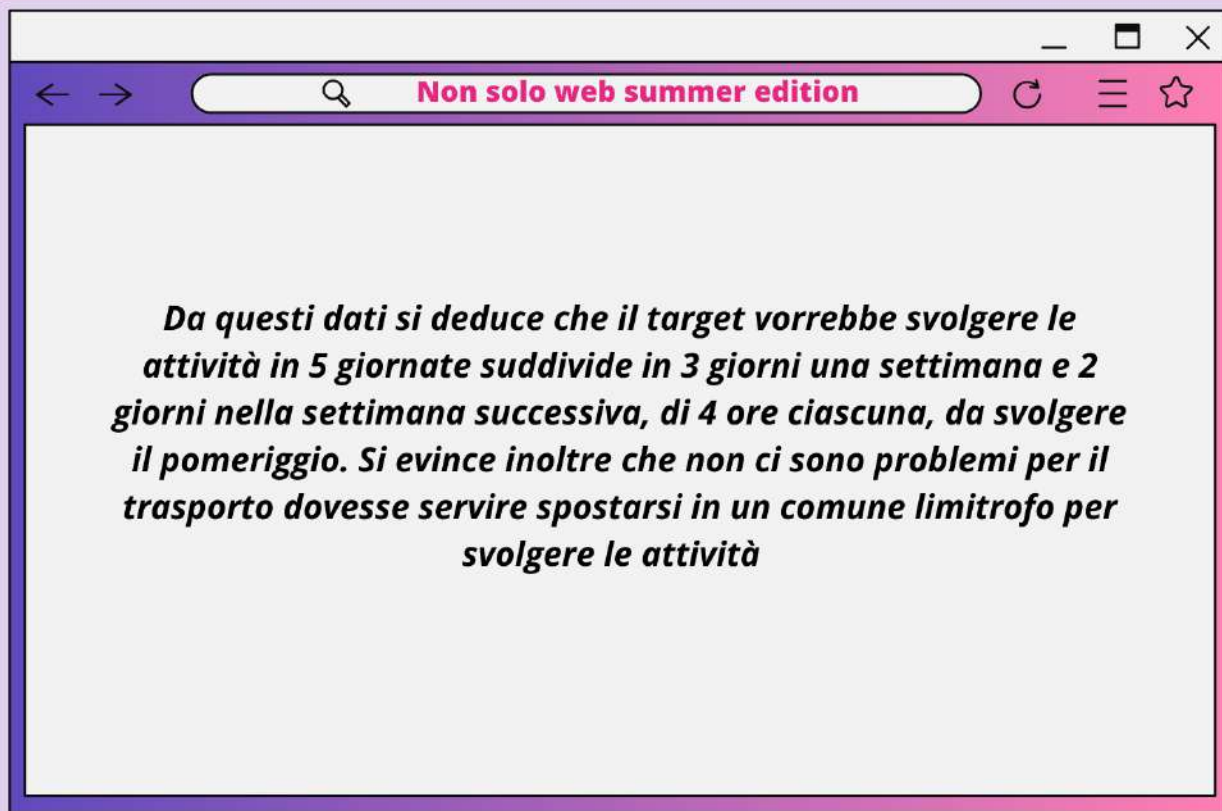 Non solo web summer edition
Da questi dati si deduce che il target vorrebbe svolgere le
attività in 5 giornate suddivide in 3 giorni una settimana e 2
giorni nella settimana successiva, di 4 ore ciascuna, da svolgere
il pomeriggio. Si evince inoltre che non ci sono problemi per il
trasporto dovesse servire spostarsi in un comune limitrofo per
svolgere le attività